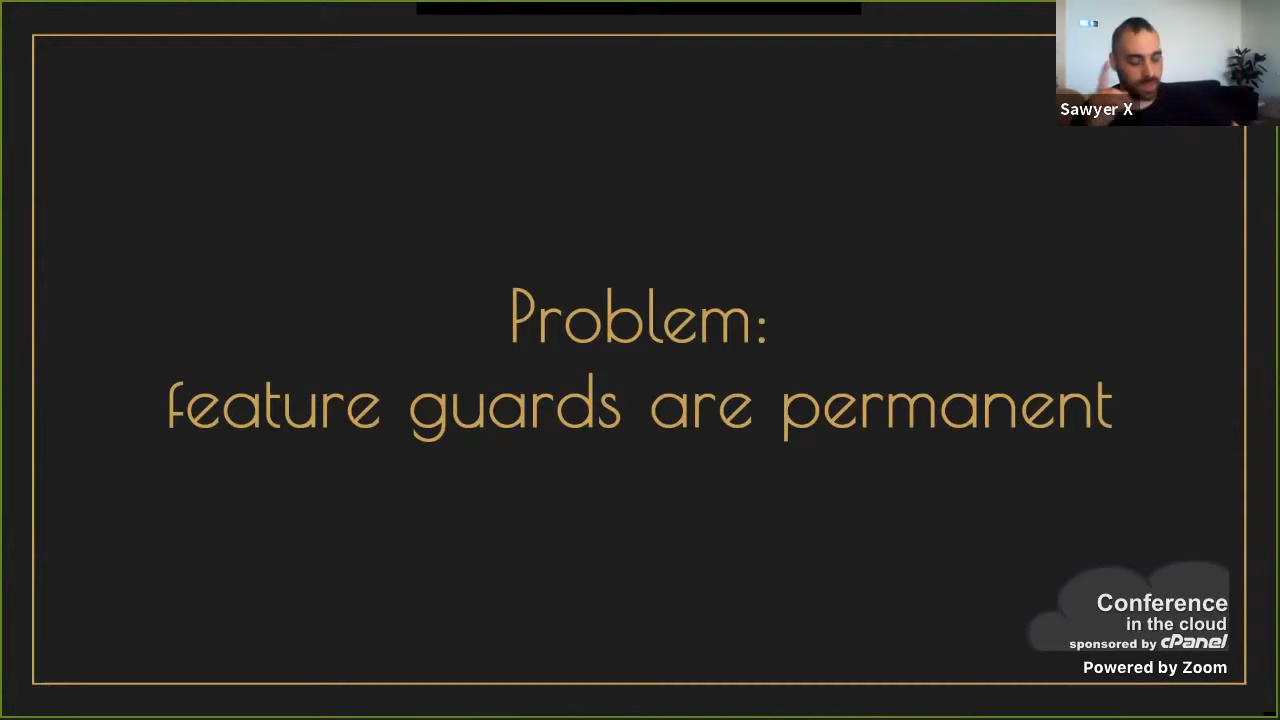 Sawyer X
Problem:
feature guards are permanent
Conference
in the cloud
sponsored by cPanel
Powered by Zoom